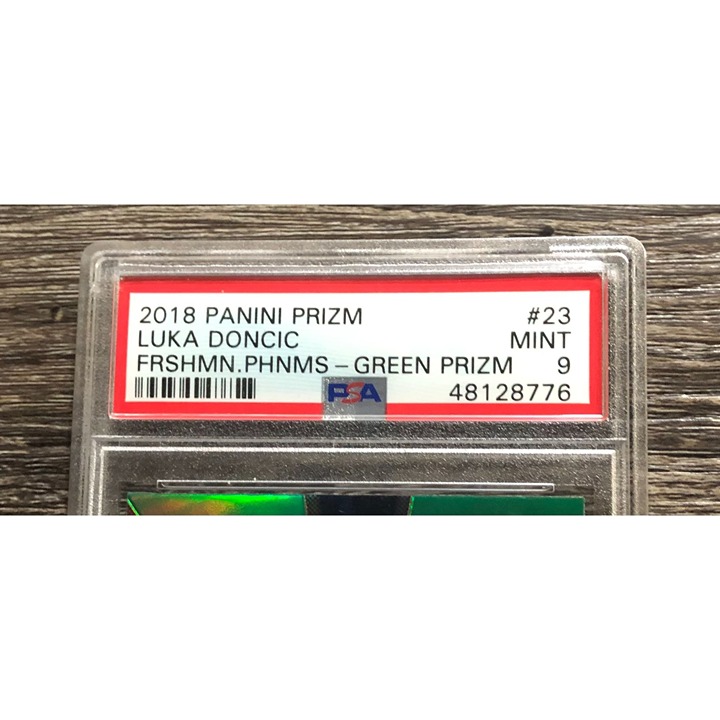 2018 PANINI PRIZM #23
LUKA DONCIC MINT
FRSHMN.PHNMS – GREEN PRIZM 9
PSA 48128776